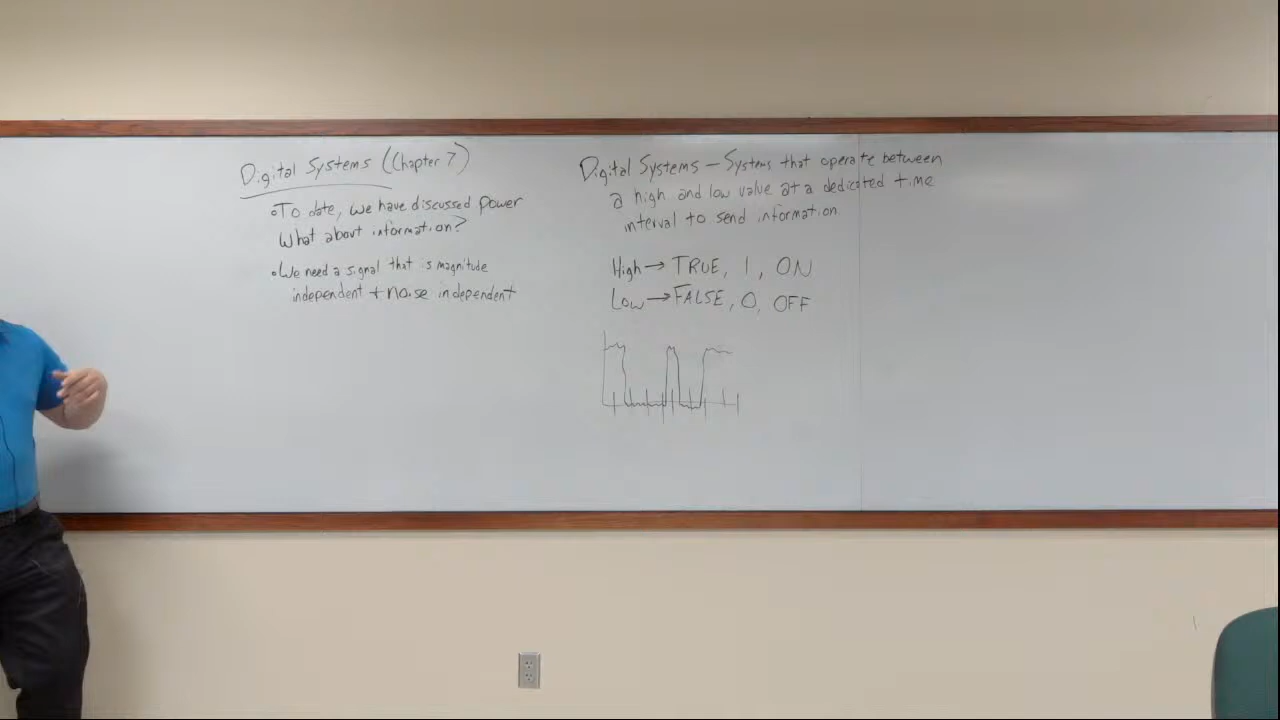 Digital Systems (Chapter 7)
• To date, we have discussed power
What about information?
• We need a signal that is magnitude
independent + noise independent
Digital Systems – Systems that operate between
a high and low value at a dedicated time
interval to send information
High → TRUE, 1, ON
Low → FALSE, 0, OFF